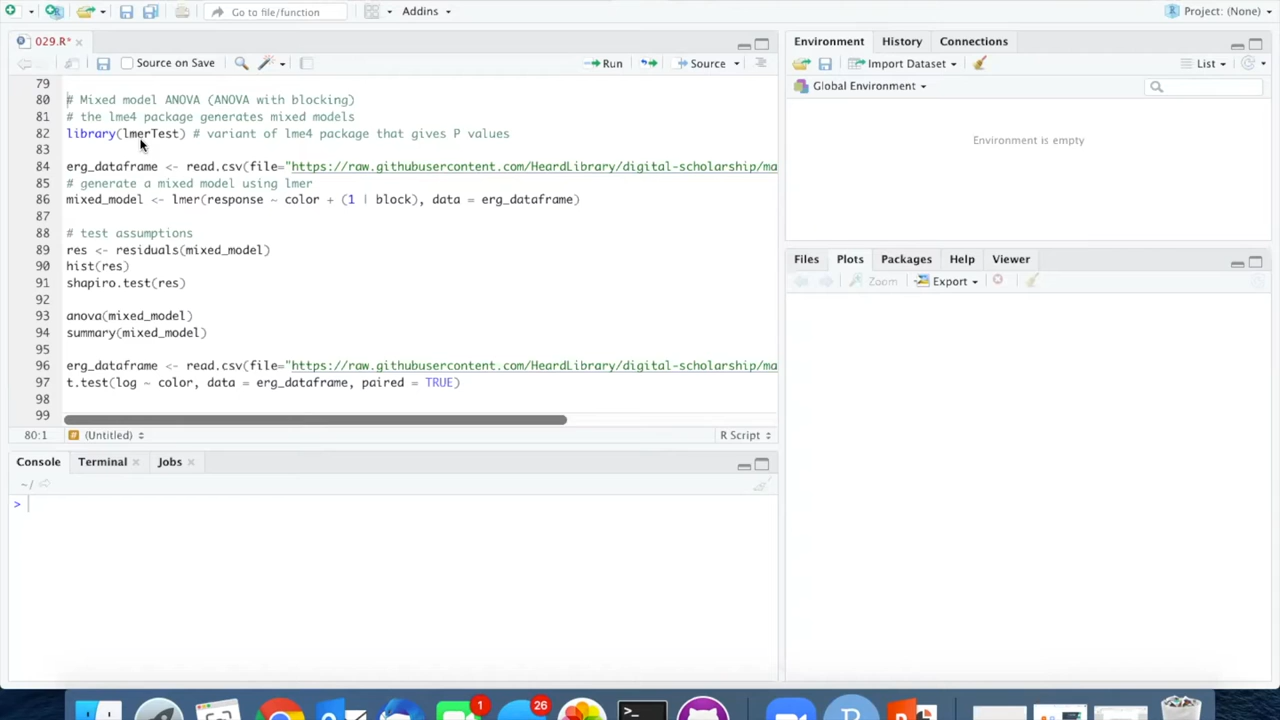 Go to file/function
Addins
Project: (None)
029.R*
Source on Save
Run
Source
79
80 # Mixed model ANOVA (ANOVA with blocking)
81 # the lme4 package generates mixed models
82 library(lmerTest) # variant of lme4 package that gives P values
83
84 erg_dataframe <- read.csv(file="https://raw.githubusercontent.com/HeardLibrary/digital-scholarship/ma
85 # generate a mixed model using lmer
86 mixed_model <- lmer(response ~ color + (1 | block), data = erg_dataframe)
87
88 # test assumptions
89 res <- residuals(mixed_model)
90 hist(res)
91 shapiro.test(res)
92
93 anova(mixed_model)
94 summary(mixed_model)
95
96 erg_dataframe <- read.csv(file="https://raw.githubusercontent.com/HeardLibrary/digital-scholarship/ma
97 t.test(log ~ color, data = erg_dataframe, paired = TRUE)
98
99
80:1 # (Untitled) R Script
Console Terminal Jobs
~/
>
Environment History Connections
Import Dataset List
Global Environment
Environment is empty
Files Plots Packages Help Viewer
Zoom Export
1
26